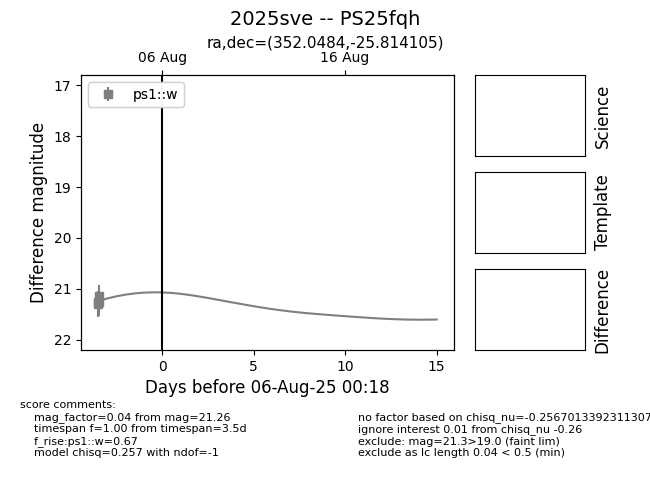 2025sve -- PS25fqh
ra,dec=(352.0484,-25.814105)
06 Aug
16 Aug
ps1::w
17
18
19
20
21
22
Difference magnitude
0
5
10
15
Days before 06-Aug-25 00:18
Science
Template
Difference
score comments:
mag_factor=0.04 from mag=21.26
timespan f=1.00 from timespan=3.5d
f_rise:ps1::w=0.67
model chisq=0.257 with ndof=-1
no factor based on chisq_nu=-0.2567013392311307
ignore interest 0.01 from chisq_nu -0.26
exclude: mag=21.3>19.0 (faint lim)
exclude as lc length 0.04 < 0.5 (min)